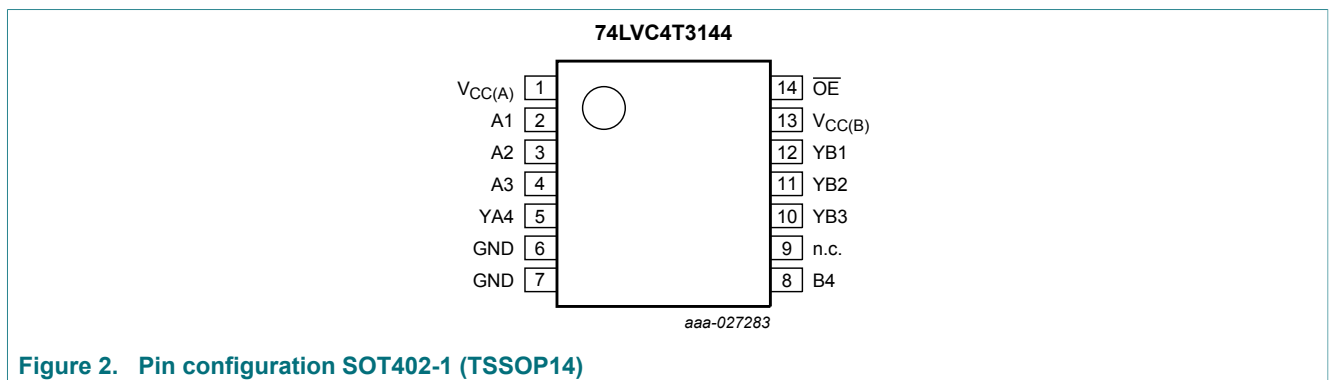 74LVC4T3144
VCC(A) 1 14 OE
A1 2 13 VCC(B)
A2 3 12 YB1
A3 4 11 YB2
YA4 5 10 YB3
GND 6 9 n.c.
GND 7 8 B4
aaa-027283
Figure 2. Pin configuration SOT402-1 (TSSOP14)